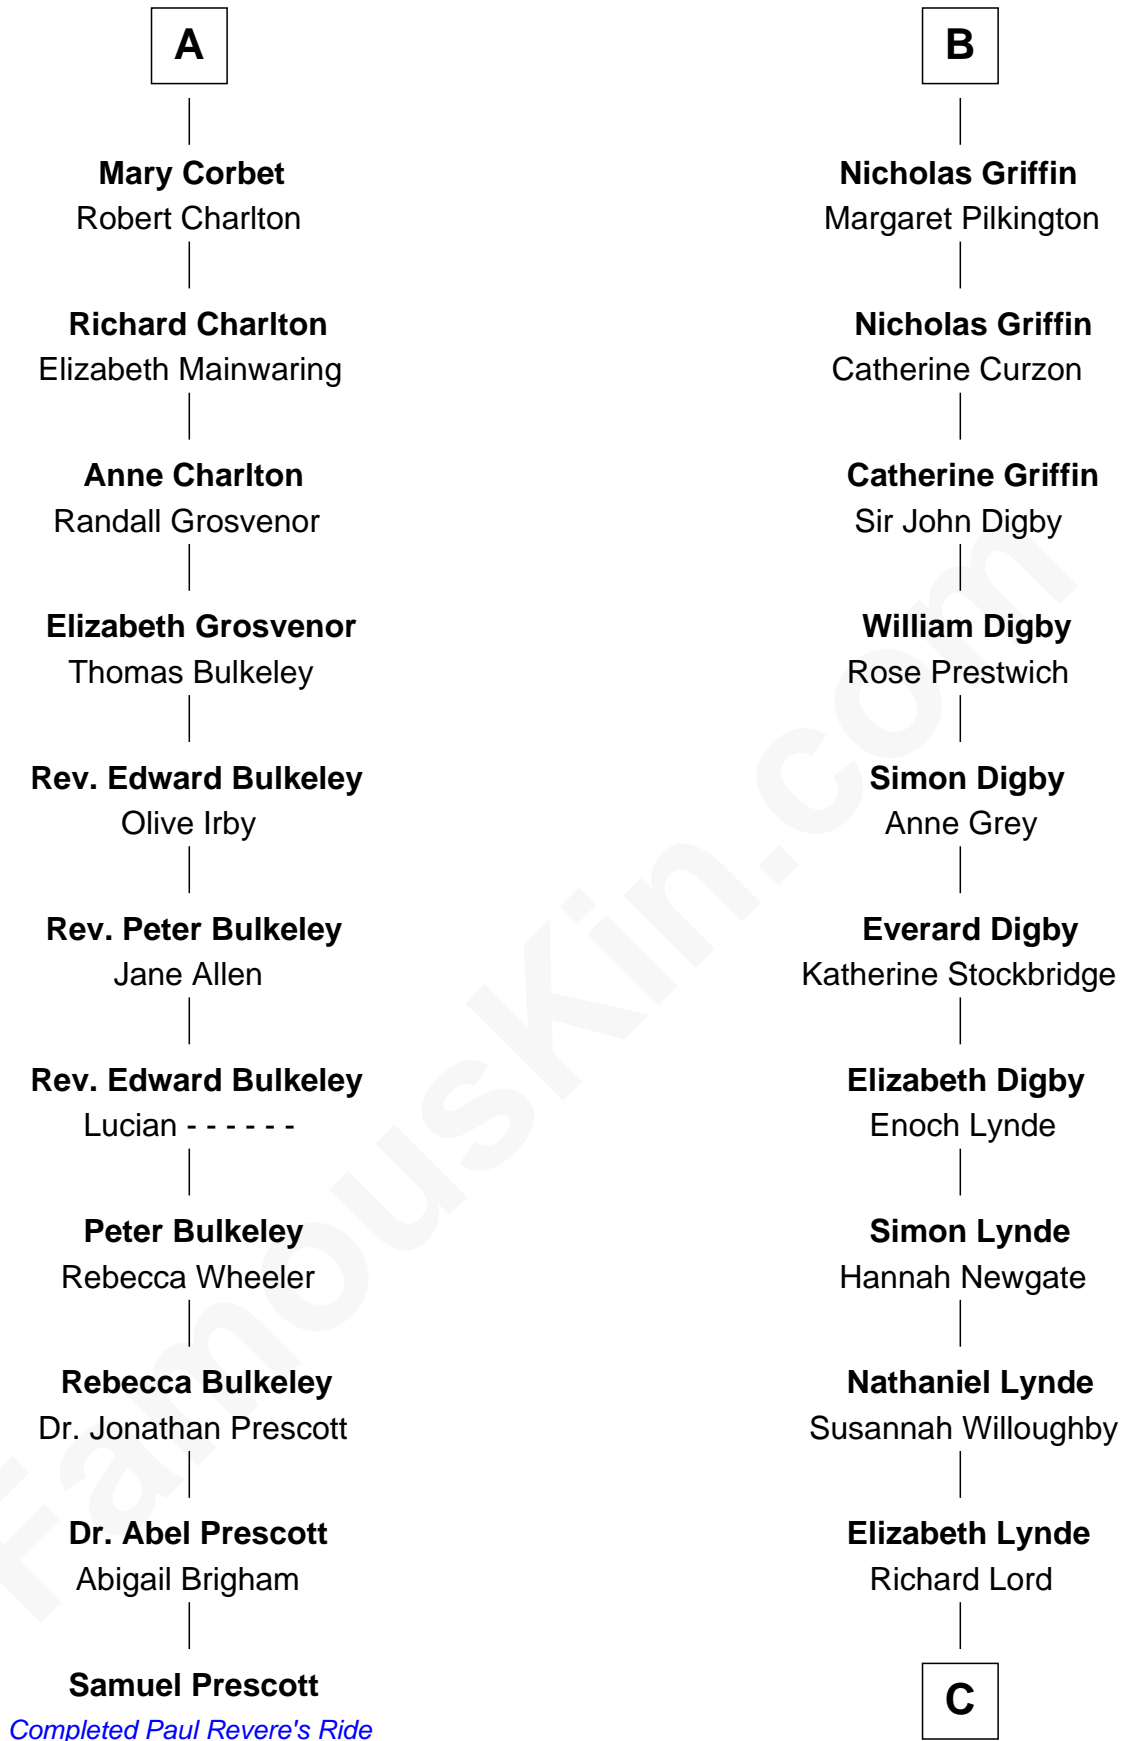 A
Mary Corbet
Robert Charlton
Richard Charlton
Elizabeth Mainwaring
Anne Charlton
Randall Grosvenor
Elizabeth Grosvenor
Thomas Bulkeley
Rev. Edward Bulkeley
Olive Irby
Rev. Peter Bulkeley
Jane Allen
Rev. Edward Bulkeley
Lucian - - - - - -
Peter Bulkeley
Rebecca Wheeler
Rebecca Bulkeley
Dr. Jonathan Prescott
Dr. Abel Prescott
Abigail Brigham
Samuel Prescott
Completed Paul Revere's Ride
B
Nicholas Griffin
Margaret Pilkington
Nicholas Griffin
Catherine Curzon
Catherine Griffin
Sir John Digby
William Digby
Rose Prestwich
Simon Digby
Anne Grey
Everard Digby
Katherine Stockbridge
Elizabeth Digby
Enoch Lynde
Simon Lynde
Hannah Newgate
Nathaniel Lynde
Susannah Willoughby
Elizabeth Lynde
Richard Lord
C
FamousKin.com